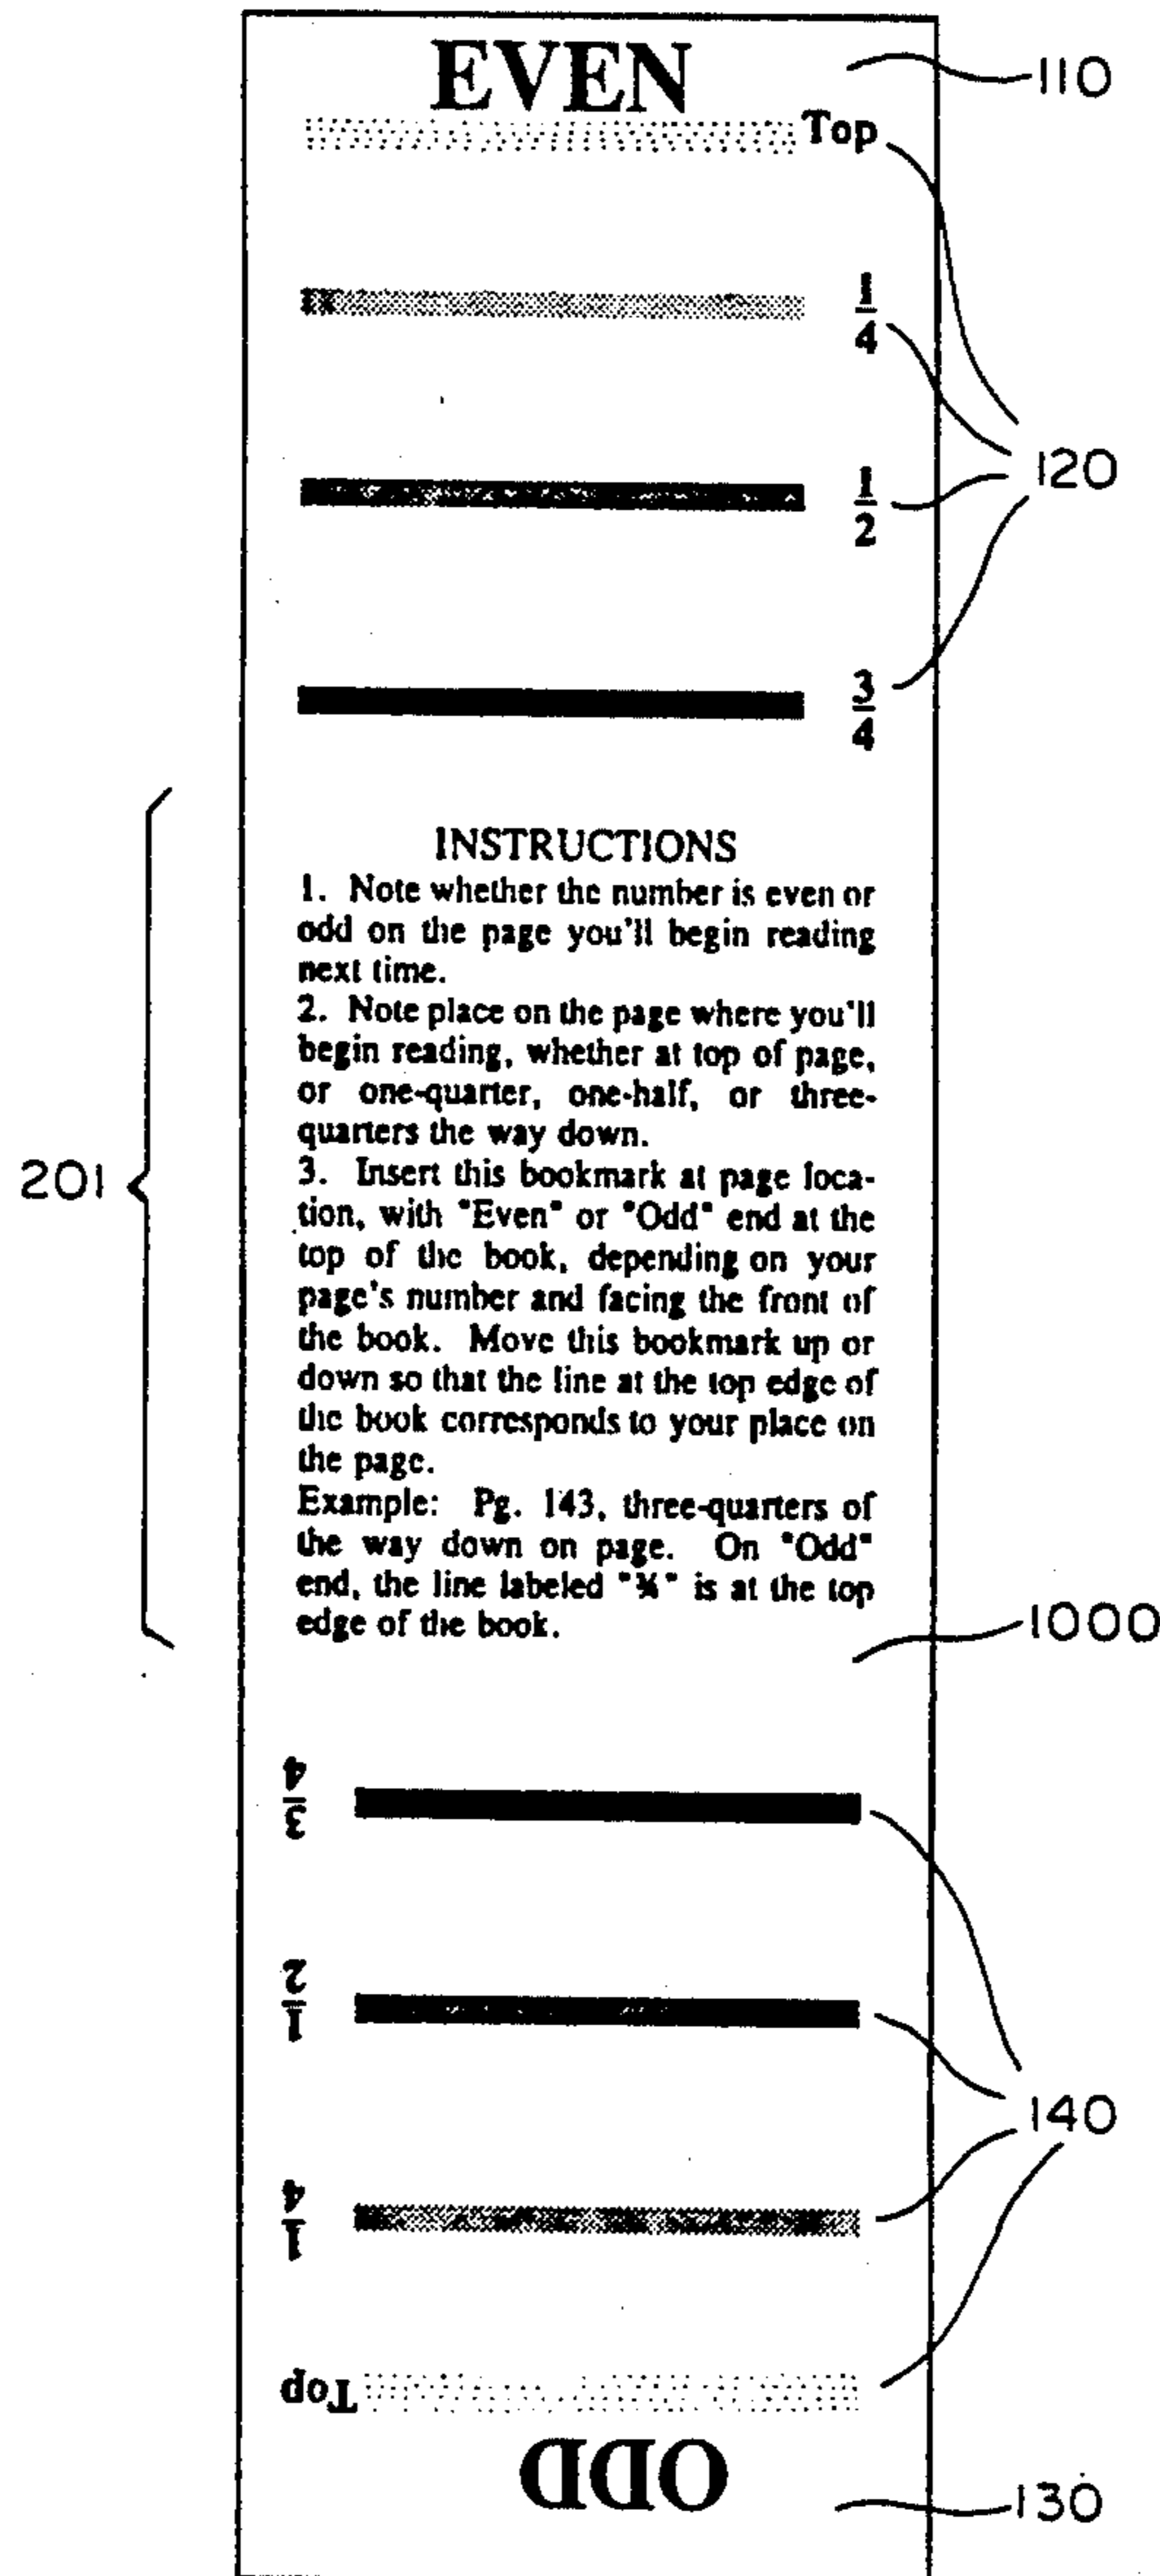 EVEN
110
Top
1/4
120
1/2
3/4
INSTRUCTIONS
1. Note whether the number is even or
odd on the page you'll begin reading
next time.
2. Note place on the page where you'll
begin reading, whether at top of page,
or one-quarter, one-half, or three-
quarters the way down.
3. Insert this bookmark at page loca-
tion, with "Even" or "Odd" end at the
top of the book, depending on your
page's number and facing the front of
the book. Move this bookmark up or
down so that the line at the top edge of
the book corresponds to your place on
the page.
Example: Pg. 143, three-quarters of
the way down on page. On "Odd"
end, the line labeled "¾" is at the top
edge of the book.
201
1000
3/4
1/2
140
1/4
Top
ODD
130